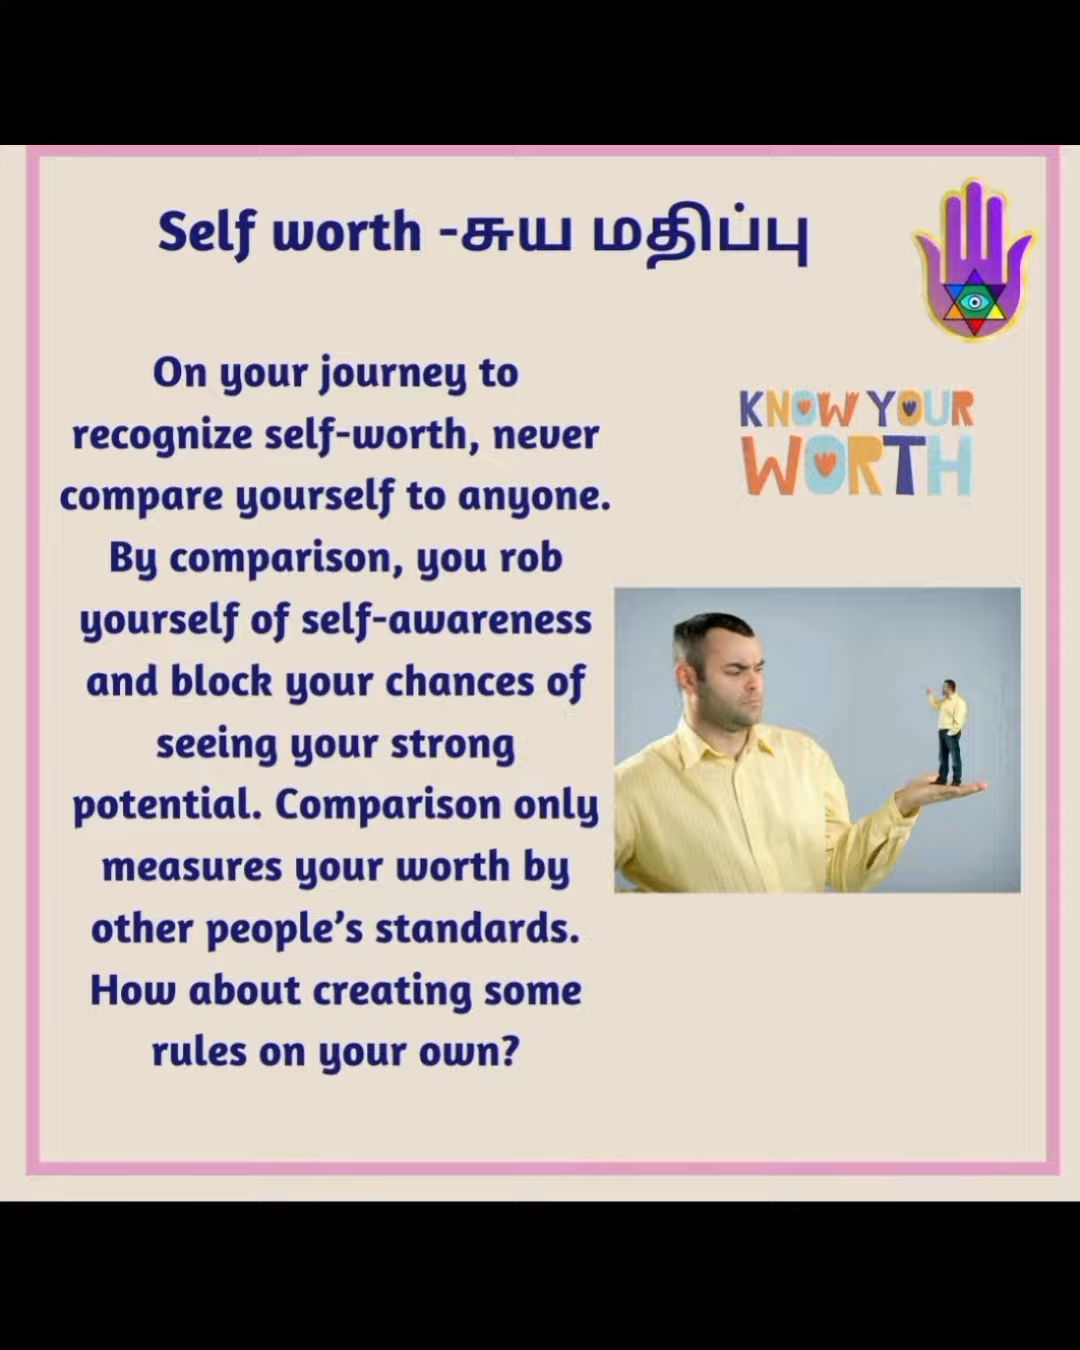 Self worth -சுய மதிப்பு
On your journey to
recognize self-worth, never
compare yourself to anyone.
By comparison, you rob
yourself of self-awareness
and block your chances of
seeing your strong
potential. Comparison only
measures your worth by
other people’s standards.
How about creating some
rules on your own?
KNOW YOUR
WORTH